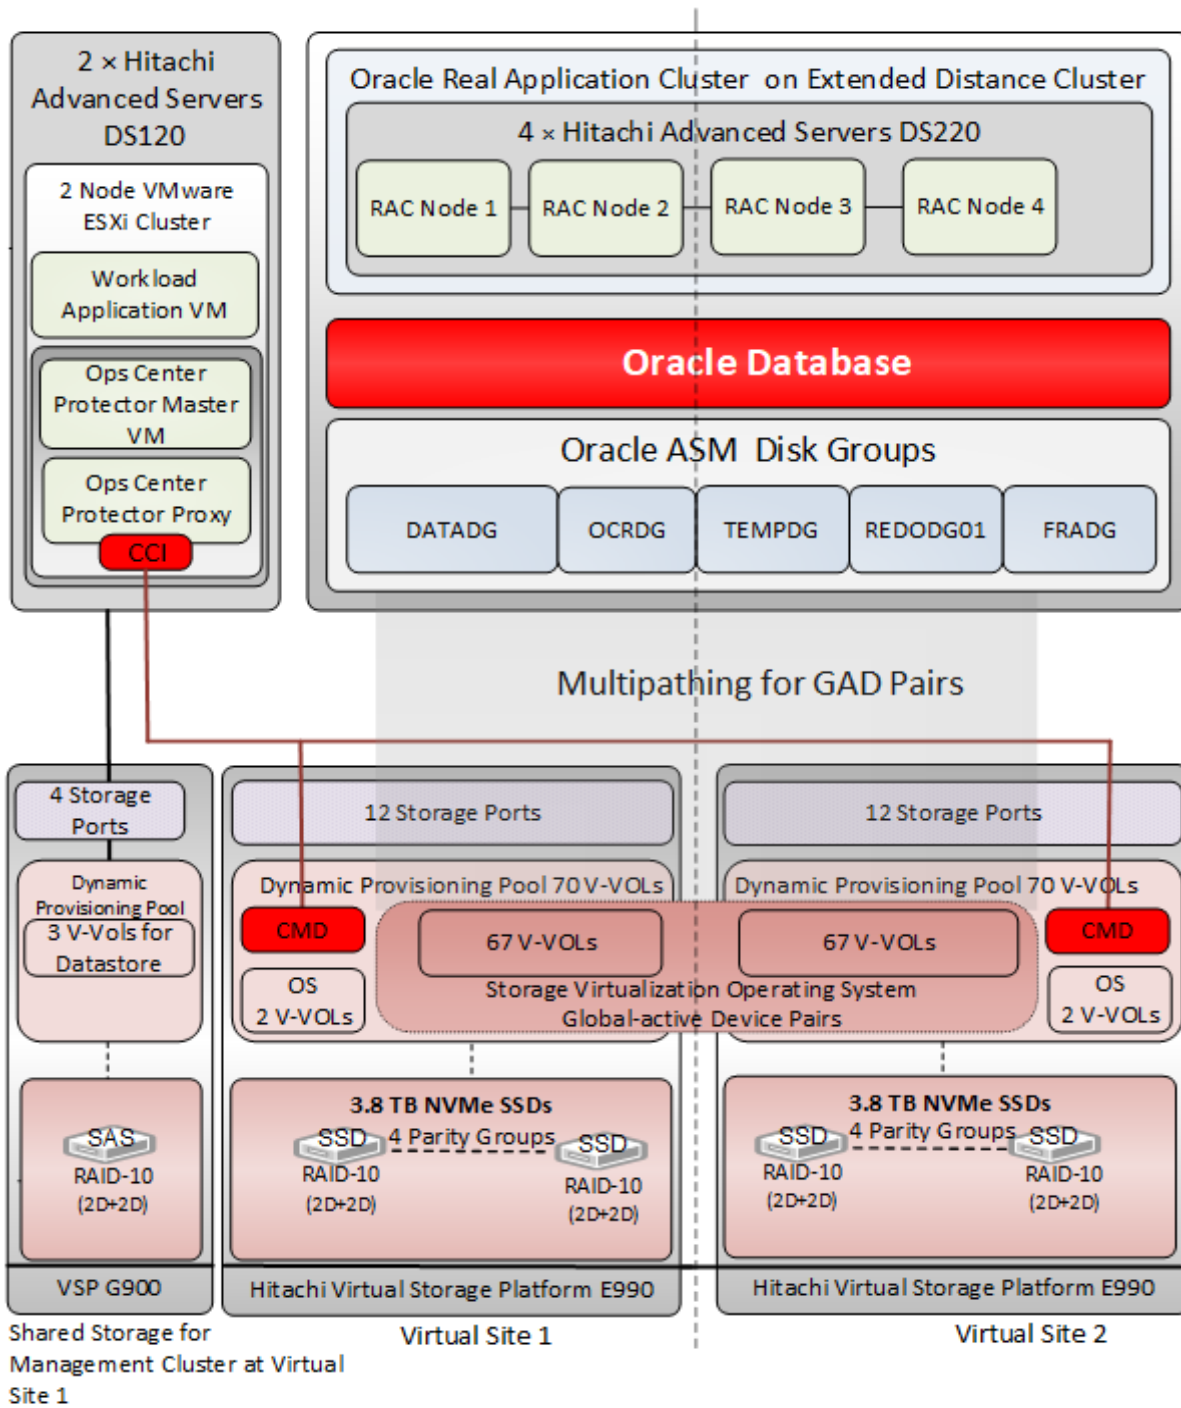 2 × Hitachi
Advanced Servers
DS120
2 Node VMware
ESXi Cluster
Workload
Application VM
Ops Center
Protector Master
VM
Ops Center
Protector Proxy
CCI
Oracle Real Application Cluster on Extended Distance Cluster
4 × Hitachi Advanced Servers DS220
RAC Node 1
RAC Node 2
RAC Node 3
RAC Node 4
Oracle Database
Oracle ASM Disk Groups
DATADG
OCRDG
TEMPDG
REDODG01
FRADG
Multipathing for GAD Pairs
4 Storage
Ports
Dynamic
Provisioning Pool
3 V-Vols for
Datastore
SAS
RAID-10
(2D+2D)
VSP G900
Shared Storage for
Management Cluster at Virtual
Site 1
12 Storage Ports
Dynamic Provisioning Pool 70 V-VOLs
CMD
67 V-VOLs
OS
2 V-VOLs
Storage Virtualization Operating System
Global-active Device Pairs
3.8 TB NVMe SSDs
4 Parity Groups
SSD
RAID-10
(2D+2D)
SSD
RAID-10
(2D+2D)
Hitachi Virtual Storage Platform E990
Virtual Site 1
12 Storage Ports
Dynamic Provisioning Pool 70 V-VOLs
67 V-VOLs
CMD
OS
2 V-VOLs
3.8 TB NVMe SSDs
4 Parity Groups
SSD
RAID-10
(2D+2D)
SSD
RAID-10
(2D+2D)
Hitachi Virtual Storage Platform E990
Virtual Site 2